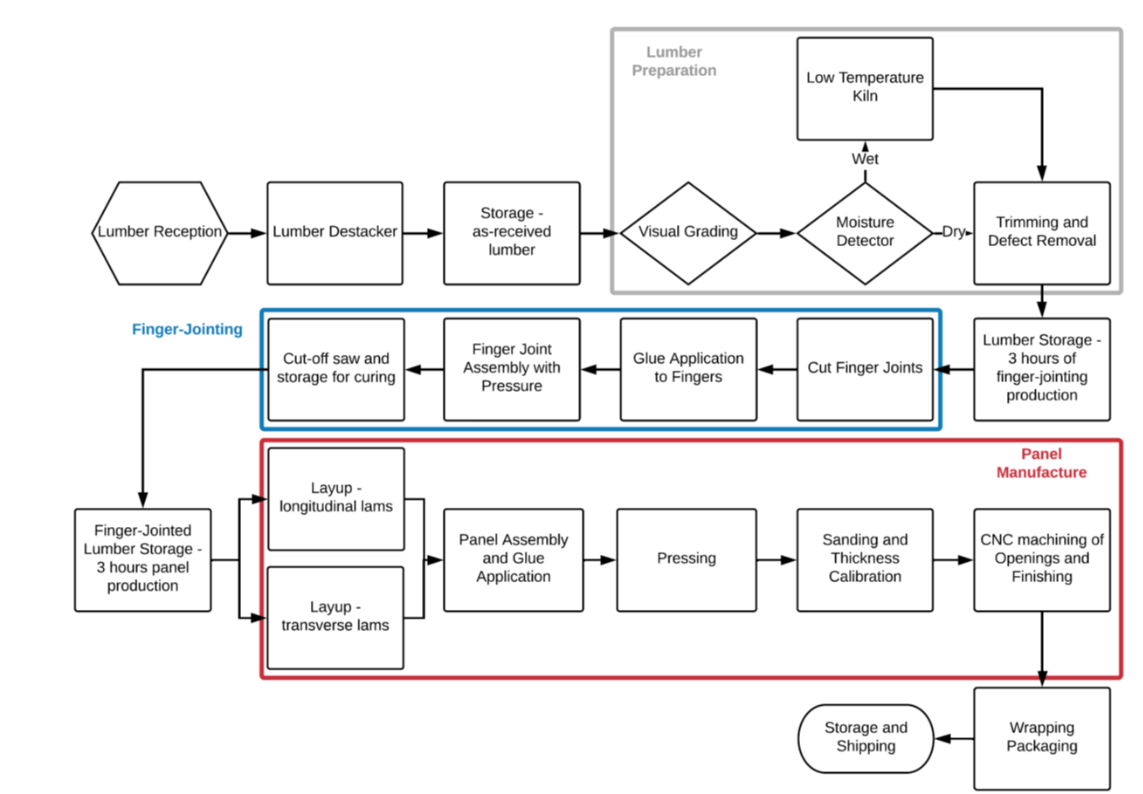 Lumber
Preparation
Low Temperature
Kiln
Wet
Lumber Reception
Lumber Destacker
Storage -
as-received
lumber
Visual Grading
Moisture
Detector
Dry
Trimming and
Defect Removal
Finger-Jointing
Cut-off saw and
storage for curing
Finger Joint
Assembly with
Pressure
Glue Application
to Fingers
Cut Finger Joints
Lumber Storage -
3 hours of
finger-jointing
production
Panel
Manufacture
Finger-Jointed
Lumber Storage -
3 hours panel
production
Layup -
longitudinal lams
Layup -
transverse lams
Panel Assembly
and Glue
Application
Pressing
Sanding and
Thickness
Calibration
CNC machining of
Openings and
Finishing
Storage and
Shipping
Wrapping
Packaging